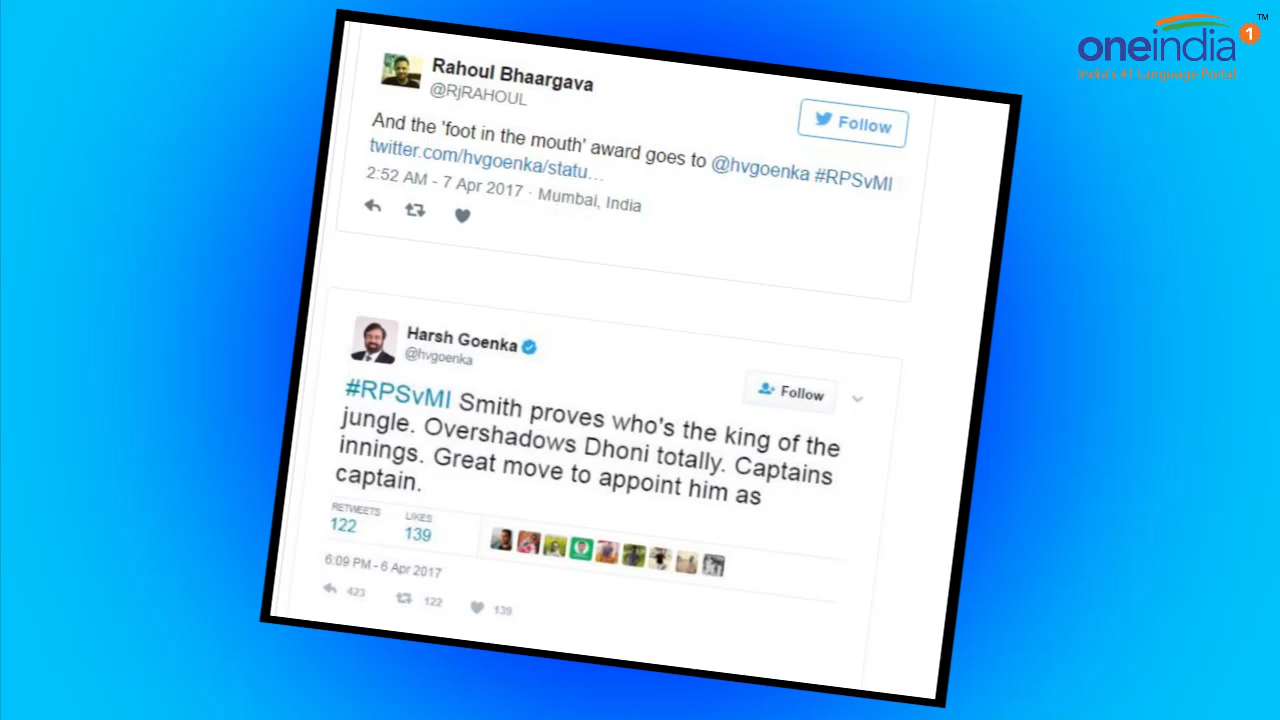 oneindia 1 ™
India's #1 Language Portal
Rahoul Bhaargava
@RjRAHOUL
Follow
And the 'foot in the mouth' award goes to @hvgoenka #RPSvMI
twitter.com/hvgoenka/statu…
2:52 AM - 7 Apr 2017 · Mumbai, India
Harsh Goenka
@hvgoenka
Follow
#RPSvMI Smith proves who's the king of the
jungle. Overshadows Dhoni totally. Captains
innings. Great move to appoint him as
captain.
RETWEETS LIKES
122 139
6:09 PM - 6 Apr 2017
423 122 139